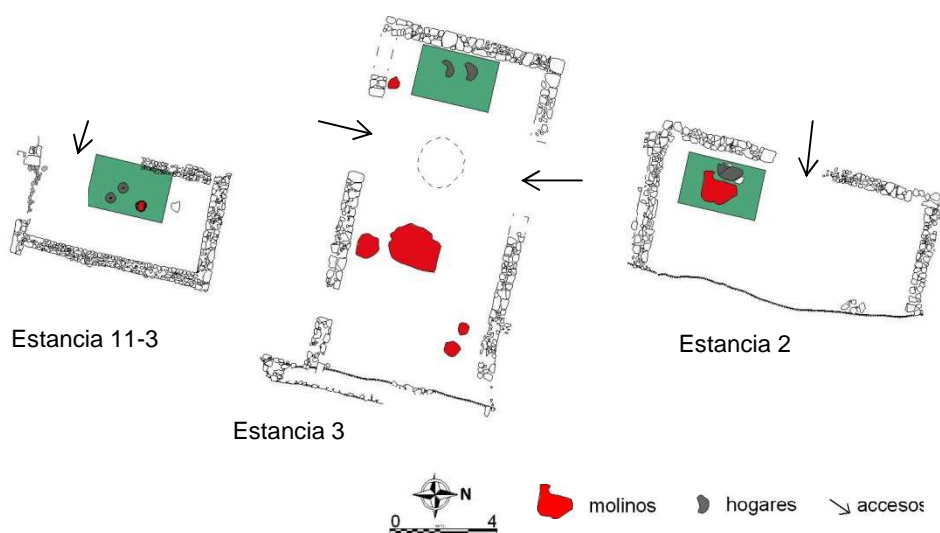 Estancia 11-3
Estancia 3
Estancia 2
N
0 4
molinos
hogares
accesos